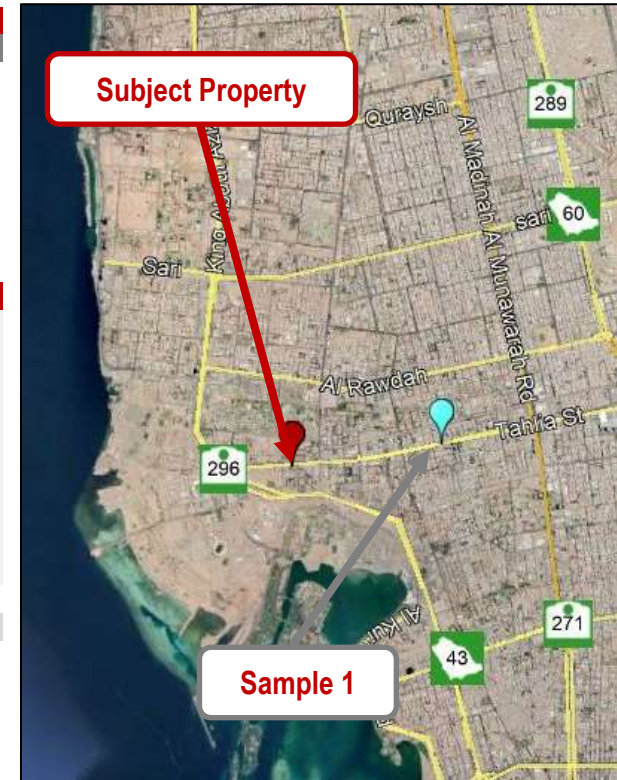 Subject Property
Quraysh
289
Al Madinah Al Munawarah Rd
sari
60
Sari
Al Rawdah
Tahlia St
296
271
43
Sample 1